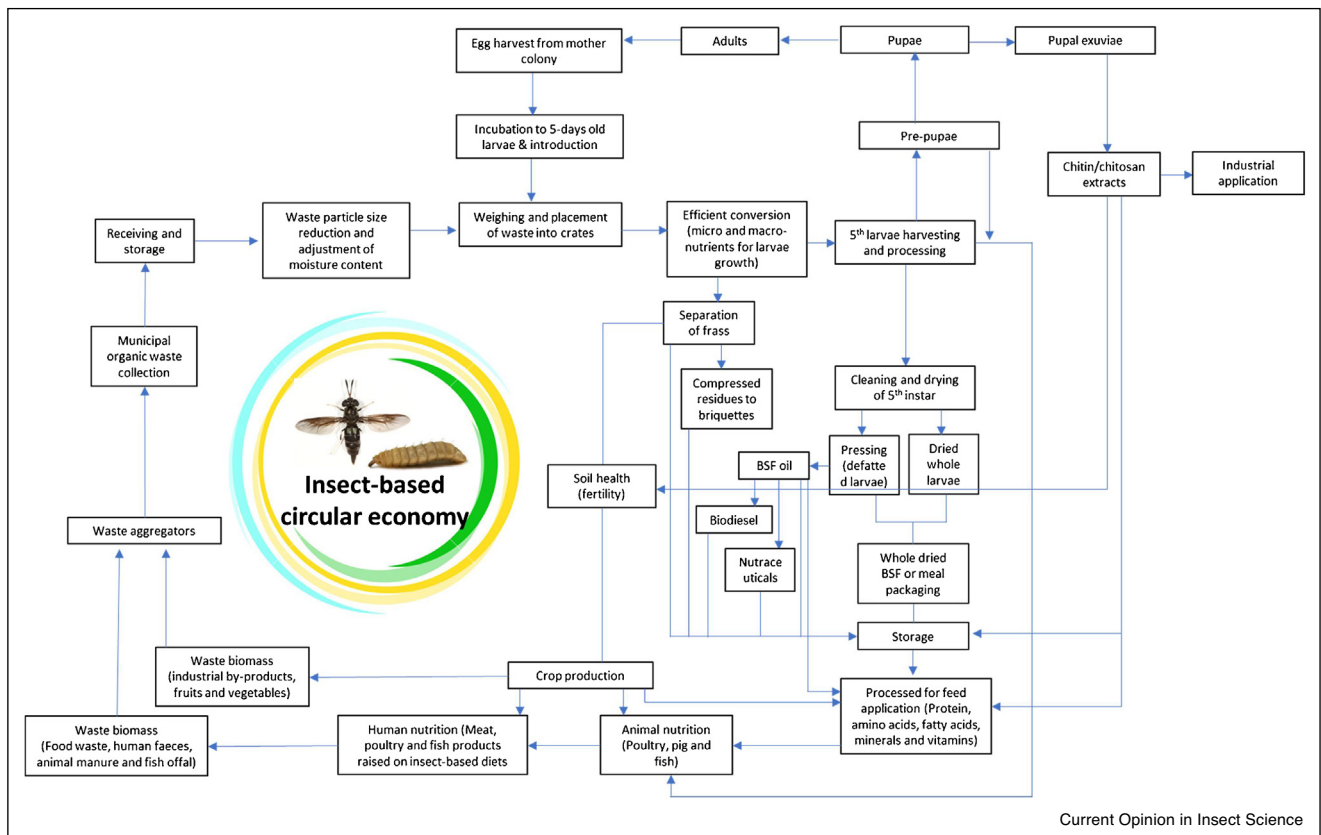 Egg harvest from mother
colony
Adults
Pupae
Pupal exuviae
Incubation to 5-days old
larvae & introduction
Pre-pupae
Chitin/chitosan
extracts
Industrial
application
Receiving and
storage
Waste particle size
reduction and
adjustment of
moisture content
Weighing and placement
of waste into crates
Efficient conversion
(micro and macro-
nutrients for larvae
growth)
5th larvae harvesting
and processing
Separation
of frass
Municipal
organic waste
collection
Compressed
residues to
briquettes
Cleaning and drying
of 5th instar
Pressing
(defatte
d larvae)
Dried
whole
larvae
BSF oil
Soil health
(fertility)
Insect-based
circular economy
Biodiesel
Nutrace
uticals
Waste aggregators
Whole dried
BSF or meal
packaging
Storage
Waste biomass
(industrial by-products,
fruits and vegetables)
Crop production
Waste biomass
(Food waste, human faeces,
animal manure and fish offal)
Human nutrition (Meat,
poultry and fish products
raised on insect-based diets
Animal nutrition
(Poultry, pig and
fish)
Processed for feed
application (Protein,
amino acids, fatty acids,
minerals and vitamins)
Current Opinion in Insect Science